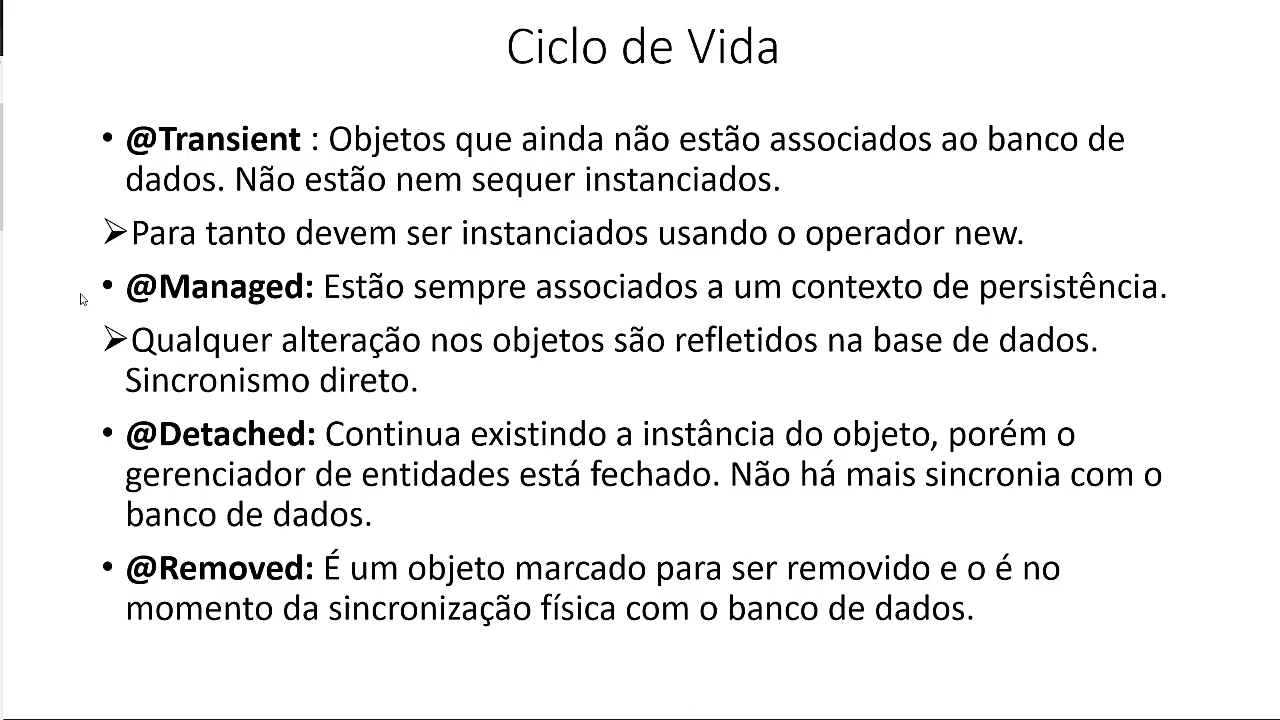 Ciclo de Vida
• @Transient : Objetos que ainda não estão associados ao banco de
dados. Não estão nem sequer instanciados.
➢Para tanto devem ser instanciados usando o operador new.
• @Managed: Estão sempre associados a um contexto de persistência.
➢Qualquer alteração nos objetos são refletidos na base de dados.
Sincronismo direto.
• @Detached: Continua existindo a instância do objeto, porém o
gerenciador de entidades está fechado. Não há mais sincronia com o
banco de dados.
• @Removed: É um objeto marcado para ser removido e o é no
momento da sincronização física com o banco de dados.